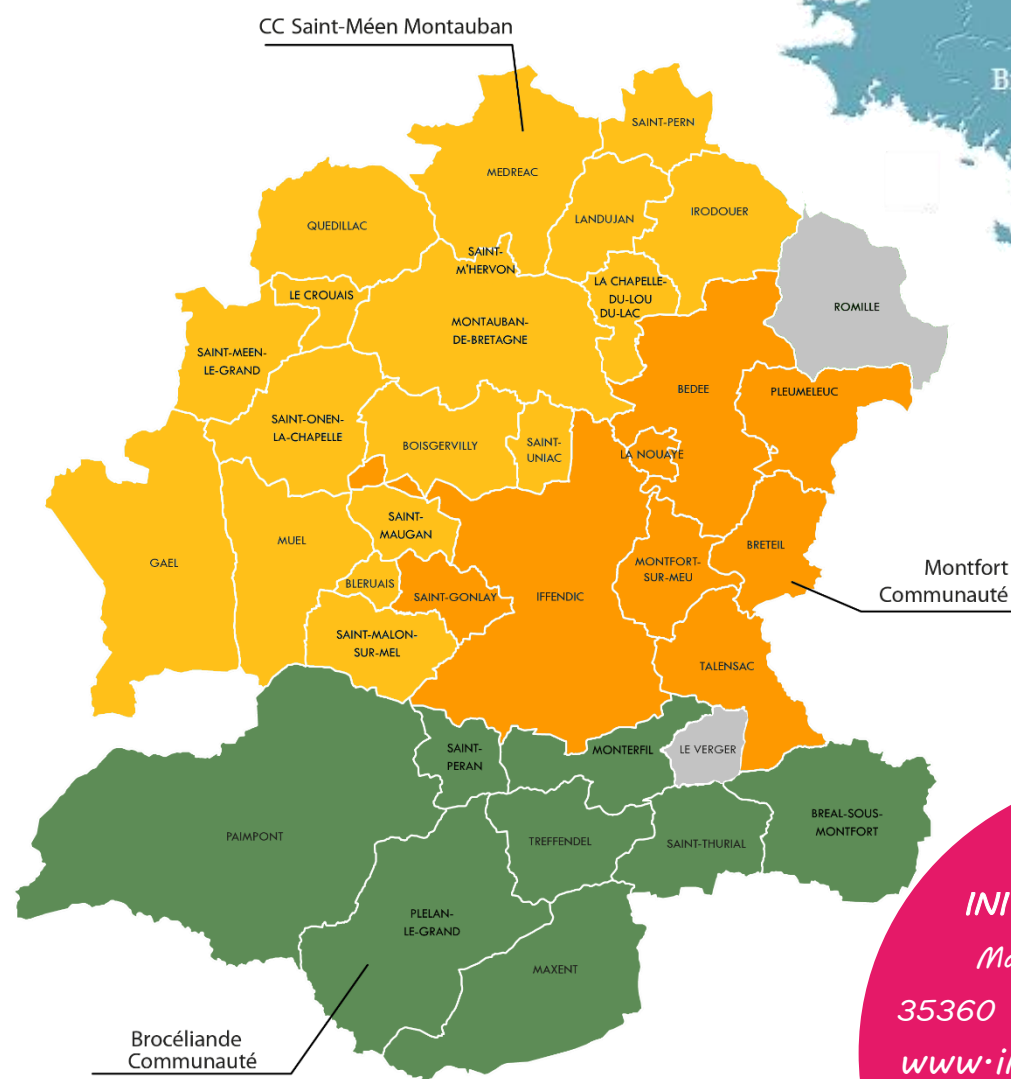 CC Saint-Méen Montauban
SAINT-PERN
MEDREAC
LANDUJAN
IRODOUER
QUEDILLAC
SAINT-
M'HERVON
LE CROUAIS
LA CHAPELLE-
DU-LOU
DU-LAC
ROMILLE
MONTAUBAN-
DE-BRETAGNE
SAINT-MEEN-
LE-GRAND
BEDEE
PLEUMELEUC
SAINT-ONEN-
LA-CHAPELLE
BOISGERVILLY
SAINT-
UNIAC
LA NOUAYE
SAINT-
MAUGAN
GAEL
MUEL
BRETEIL
MONTFORT-
SUR-MEU
BLERUAIS
SAINT-GONLAY
IFFENDIC
Montfort
Communauté
SAINT-MALON-
SUR-MEL
TALENSAC
SAINT-
PERAN
MONTERFIL
LE VERGER
PAIMPONT
TREFFENDEL
SAINT-THURIAL
BREAL-SOUS-
MONTFORT
PLELAN-
LE-GRAND
MAXENT
Brocéliande
Communauté
35360